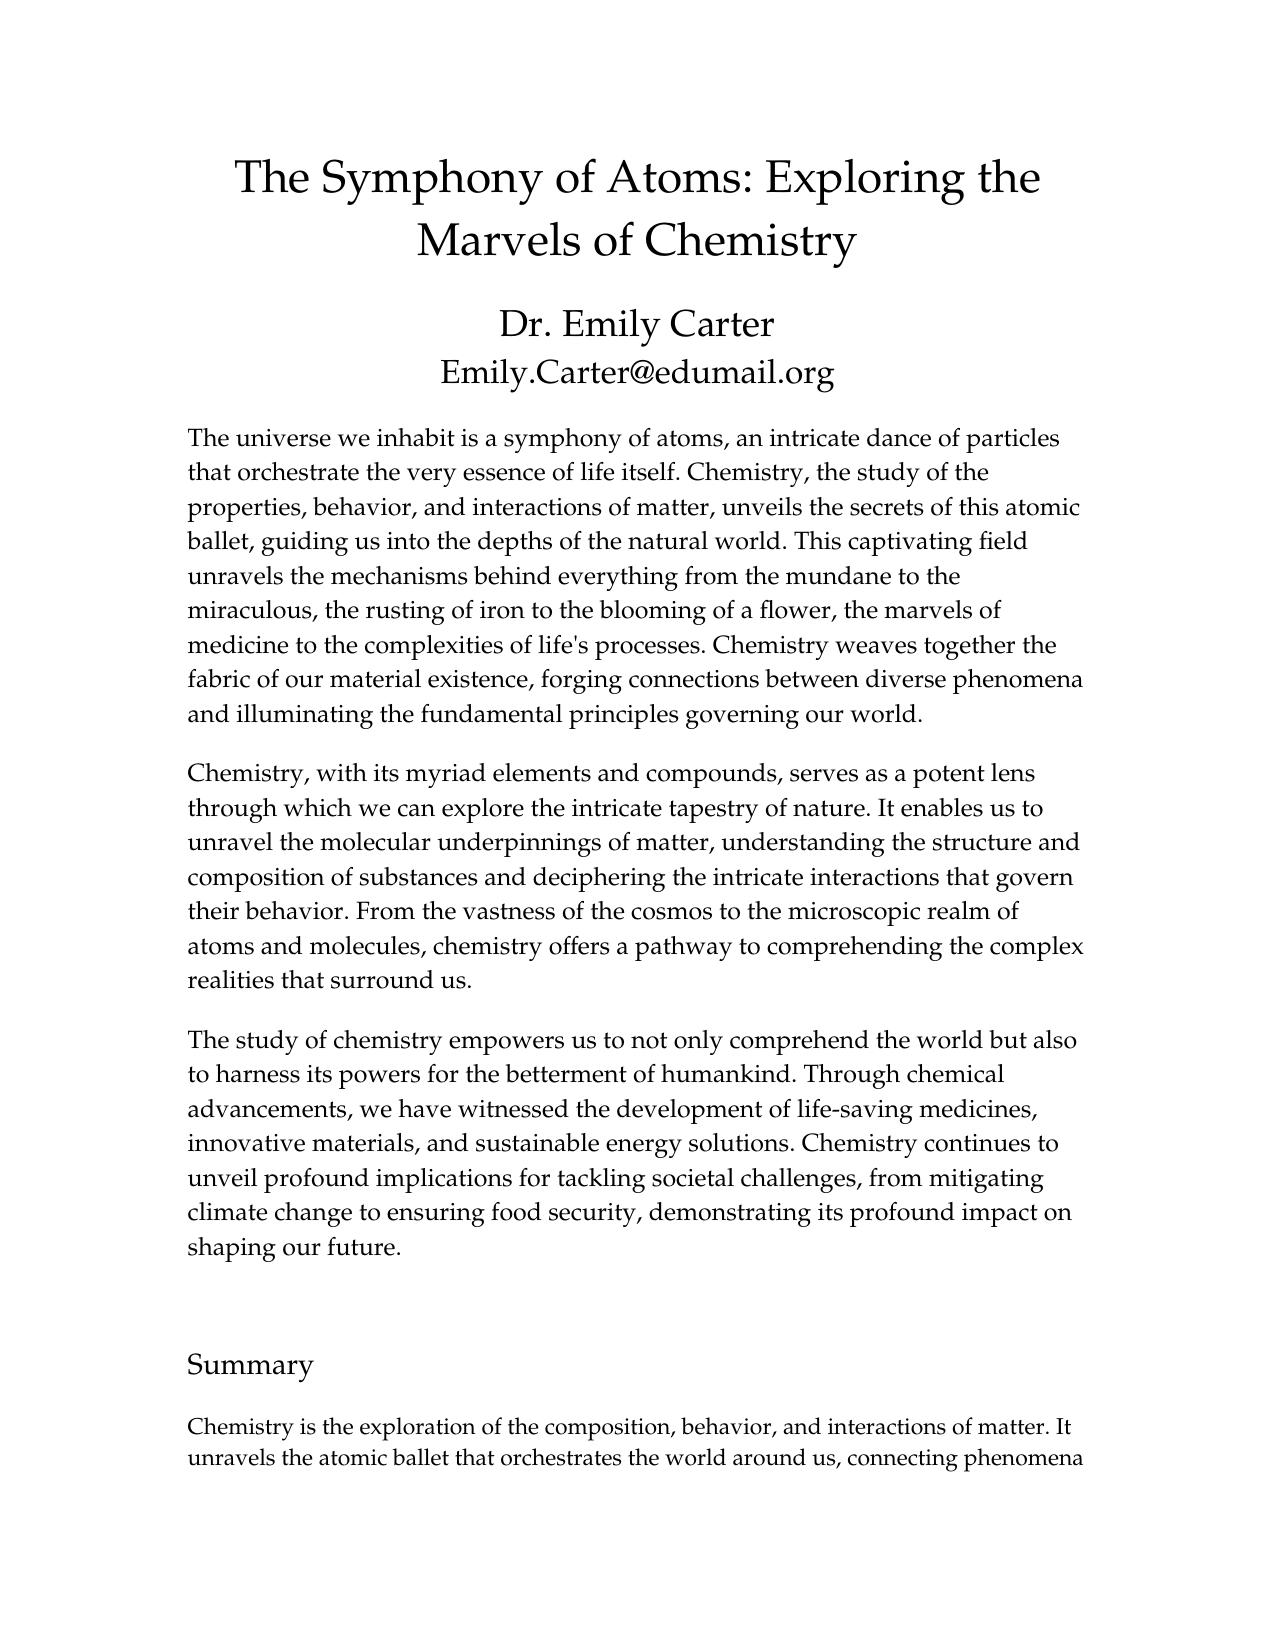 The Symphony of Atoms: Exploring the
Marvels of Chemistry
Dr. Emily Carter
Emily.Carter@edumail.org
The universe we inhabit is a symphony of atoms, an intricate dance of particles
that orchestrate the very essence of life itself. Chemistry, the study of the
properties, behavior, and interactions of matter, unveils the secrets of this atomic
ballet, guiding us into the depths of the natural world. This captivating field
unravels the mechanisms behind everything from the mundane to the
miraculous, the rusting of iron to the blooming of a flower, the marvels of
medicine to the complexities of life's processes. Chemistry weaves together the
fabric of our material existence, forging connections between diverse phenomena
and illuminating the fundamental principles governing our world.
Chemistry, with its myriad elements and compounds, serves as a potent lens
through which we can explore the intricate tapestry of nature. It enables us to
unravel the molecular underpinnings of matter, understanding the structure and
composition of substances and deciphering the intricate interactions that govern
their behavior. From the vastness of the cosmos to the microscopic realm of
atoms and molecules, chemistry offers a pathway to comprehending the complex
realities that surround us.
The study of chemistry empowers us to not only comprehend the world but also
to harness its powers for the betterment of humankind. Through chemical
advancements, we have witnessed the development of life-saving medicines,
innovative materials, and sustainable energy solutions. Chemistry continues to
unveil profound implications for tackling societal challenges, from mitigating
climate change to ensuring food security, demonstrating its profound impact on
shaping our future.
Summary
Chemistry is the exploration of the composition, behavior, and interactions of matter. It
unravels the atomic ballet that orchestrates the world around us, connecting phenomena